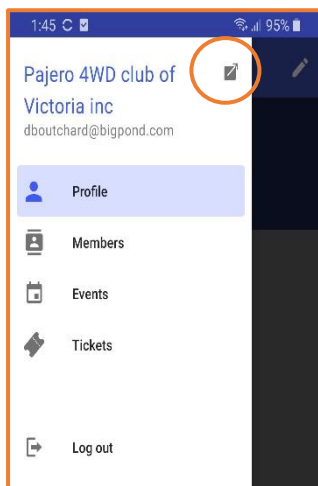 1:45 C 95%
Pajero 4WD club of
Victoria inc
dboutchard@bigpond.com
Profile
Members
Events
Tickets
Log out